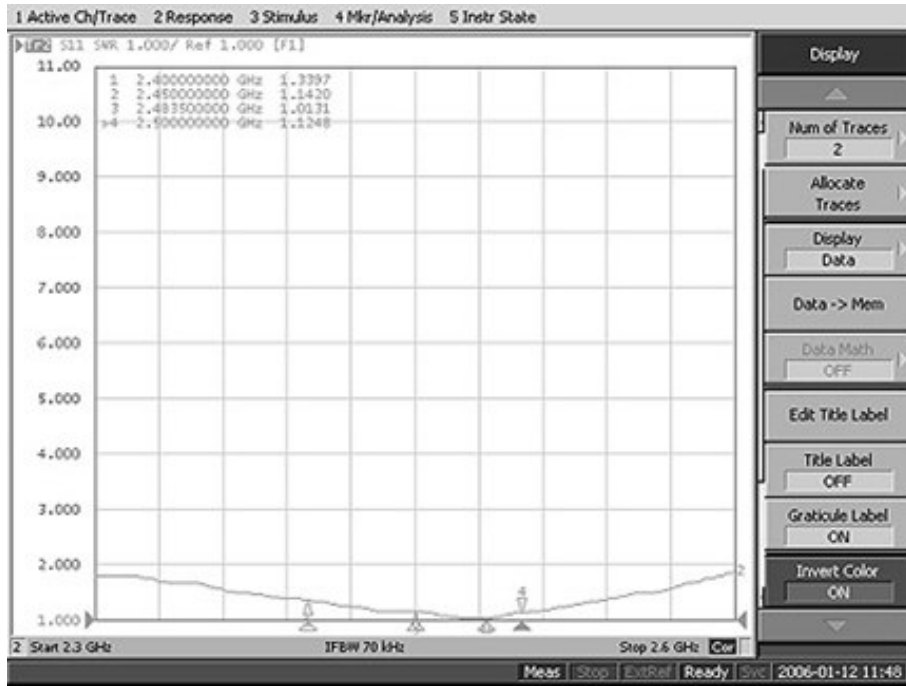 1 Active Ch/Trace 2 Response 3 Stimulus 4 Mkr/Analysis 5 Instr State
S11 SWR 1.000/ Ref 1.000 [F1]
11.00
1 2.400000000 GHz 1.3397
2 2.450000000 GHz 1.1420
3 2.483500000 GHz 1.0131
>4 2.500000000 GHz 1.1248
10.00
9.000
8.000
7.000
6.000
5.000
4.000
3.000
2.000
1.000
4
2
2 Start 2.3 GHz IFBW 70 kHz Stop 2.6 GHz Cor
Display
Num of Traces
2
Allocate
Traces
Display
Data
Data -> Mem
Data Math
OFF
Edit Title Label
Title Label
OFF
Graticule Label
ON
Invert Color
ON
Meas Stop ExtRef Ready Svc 2006-01-12 11:48